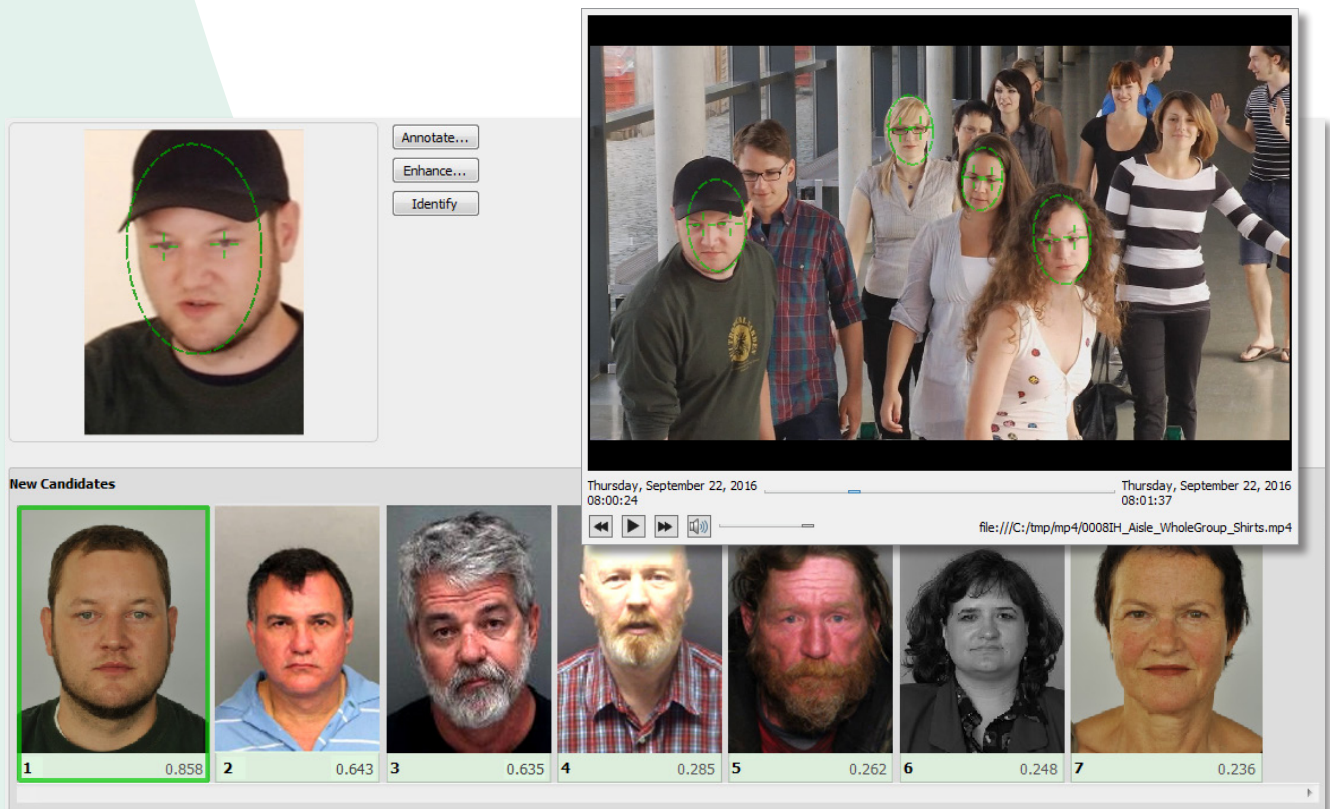 Annotate...
Enhance...
Identify
Thursday, September 22, 2016
08:00:24
Thursday, September 22, 2016
08:01:37
file:///C:/tmp/mp4/0008IH_Aisle_WholeGroup_Shirts.mp4
New Candidates
1 0.858
2 0.643
3 0.635
4 0.285
5 0.262
6 0.248
7 0.236